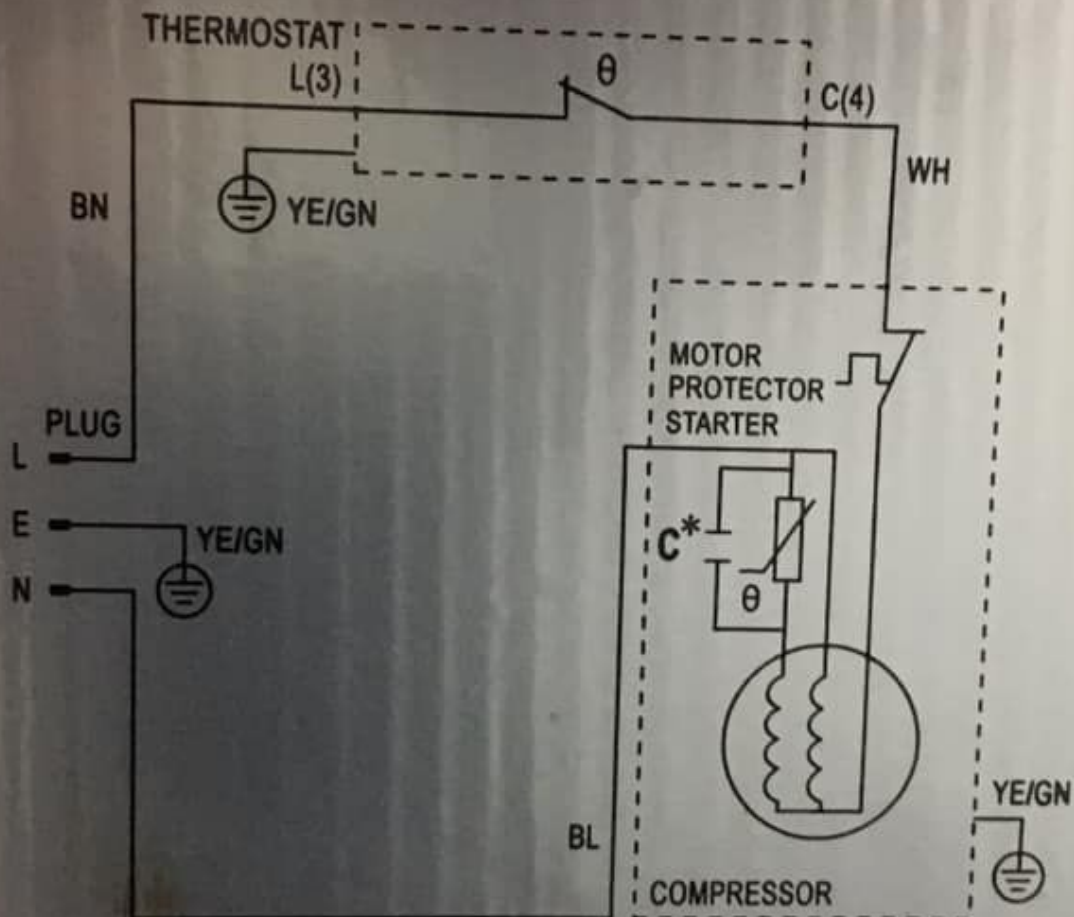 THERMOSTAT
L(3)
θ
C(4)
BN
YE/GN
WH
MOTOR
PROTECTOR
STARTER
PLUG
L
E
YE/GN
N
C*
θ
YE/GN
BL
COMPRESSOR